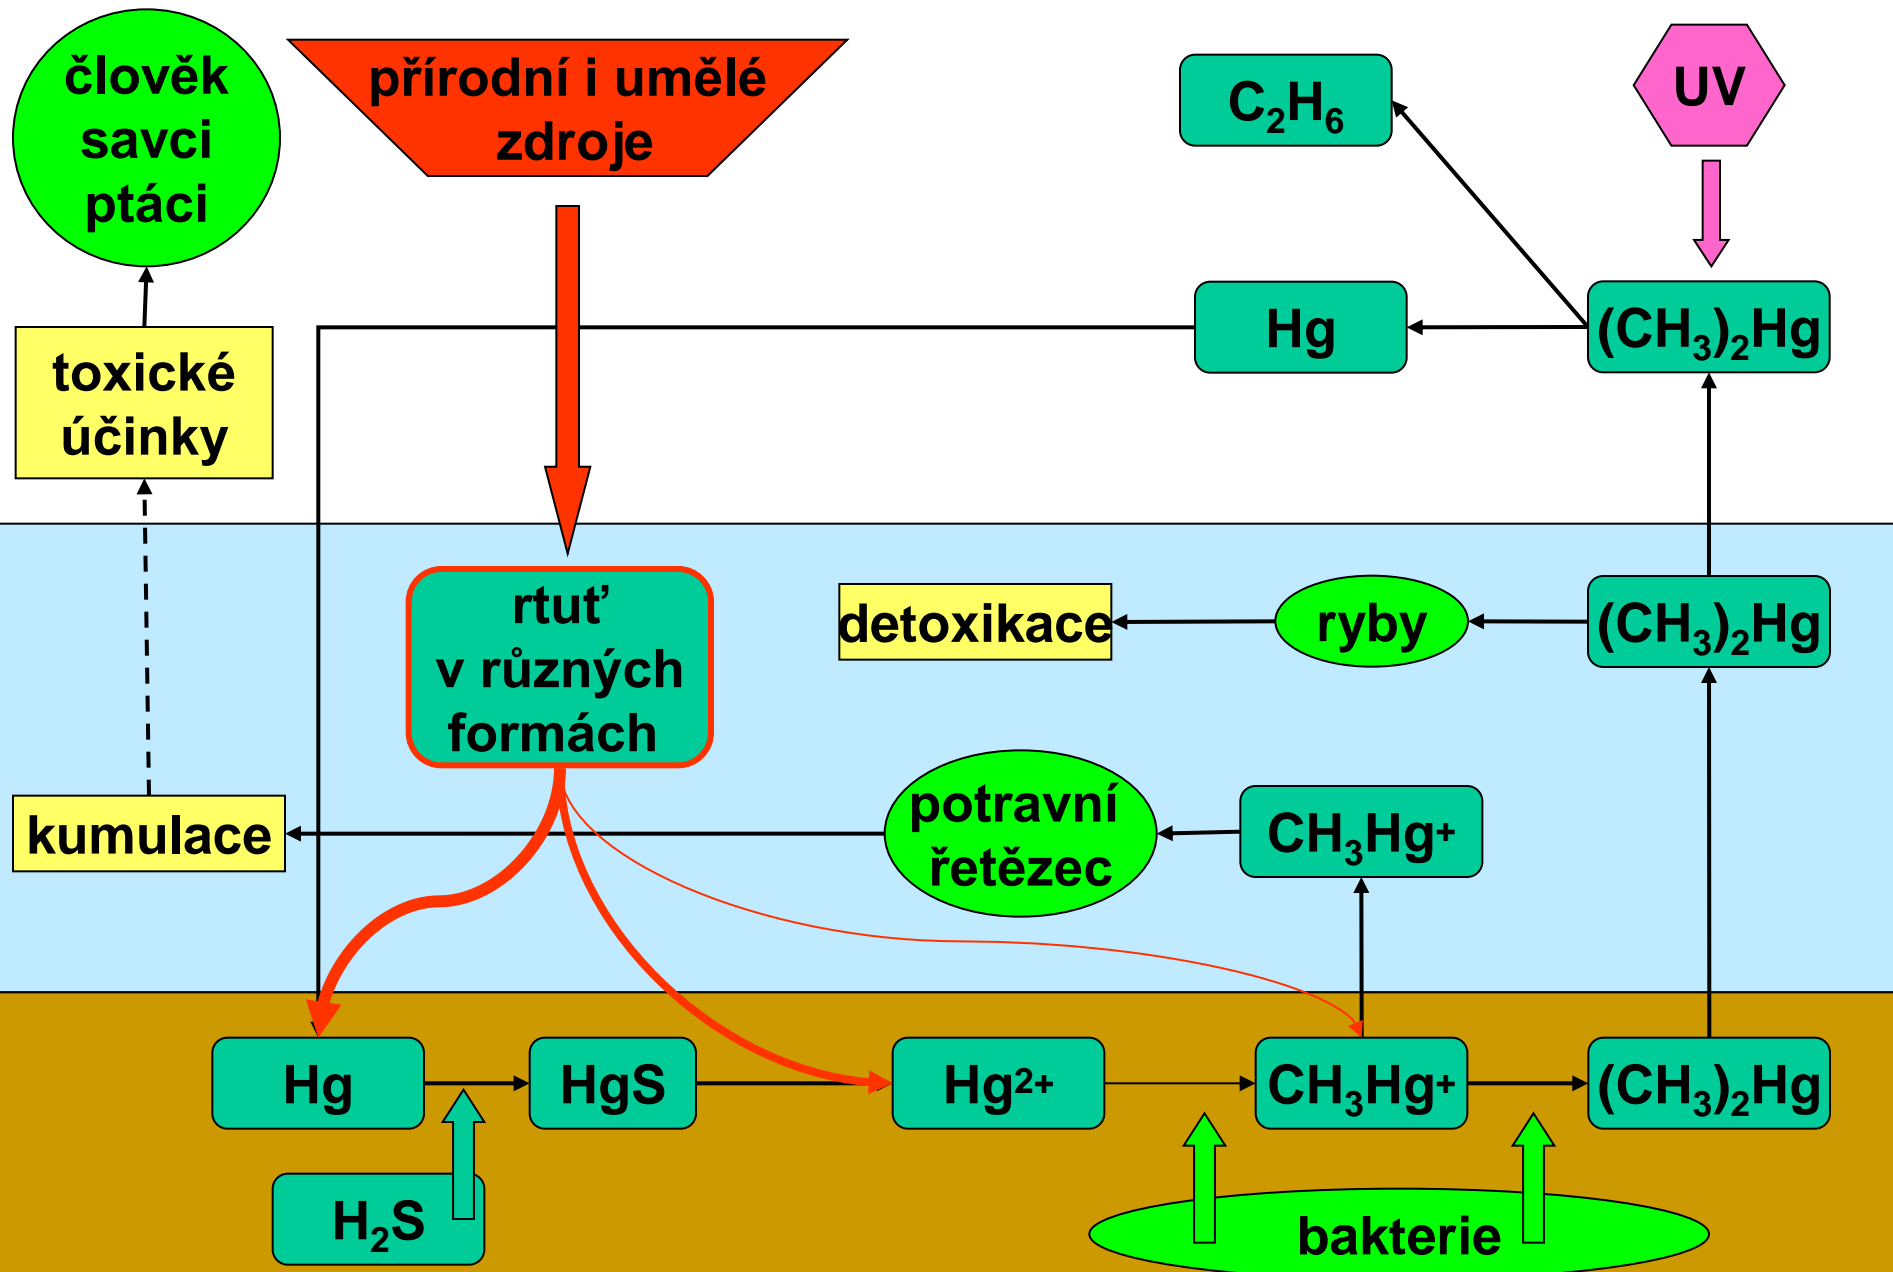 člověk
savci
ptáci
přírodní i umělé
zdroje
C₂H₆
UV
toxické
účinky
Hg
(CH₃)₂Hg
rtuť
v různých
formách
detoxikace
ryby
(CH₃)₂Hg
kumulace
potravní
řetězec
CH₃Hg⁺
Hg
HgS
Hg²⁺
CH₃Hg⁺
(CH₃)₂Hg
H₂S
bakterie